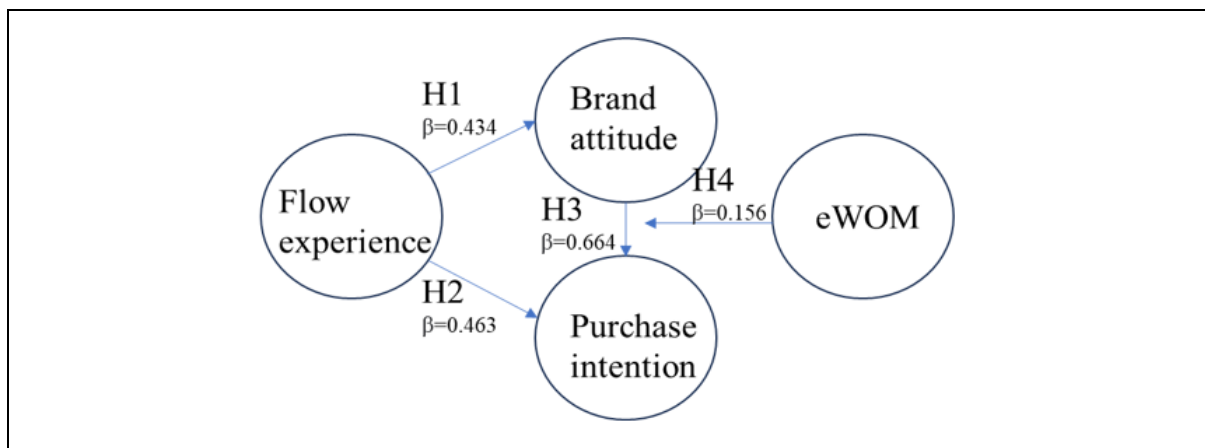 H1
β=0.434
Brand
attitude
H4
β=0.156
Flow
experience
H3
β=0.664
eWOM
H2
β=0.463
Purchase
intention